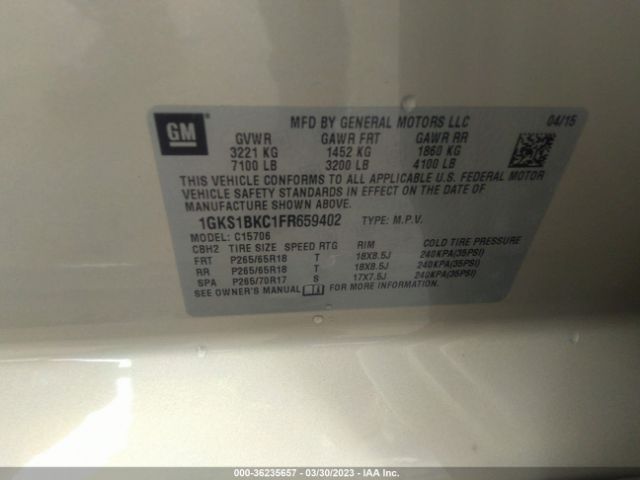 GM
MFD BY GENERAL MOTORS LLC 04/15
GVWR GAWR FRT GAWR RR
3221 KG 1452 KG 1860 KG
7100 LB 3200 LB 4100 LB
THIS VEHICLE CONFORMS TO ALL APPLICABLE U.S. FEDERAL MOTOR
VEHICLE SAFETY STANDARDS IN EFFECT ON THE DATE OF
MANUFACTURE SHOWN ABOVE.
1GKS1BKC1FR659402 TYPE: M.P.V.
MODEL: C15706
CBH2 TIRE SIZE SPEED RTG RIM COLD TIRE PRESSURE
FRT P265/65R18 T 18X8.5J 240KPA(35PSI)
RR P265/65R18 T 18X8.5J 240KPA(35PSI)
SPA P265/70R17 S 17X7.5J 240KPA(35PSI)
SEE OWNER'S MANUAL FOR MORE INFORMATION.
000-36235657 - 03/30/2023 - IAA Inc.